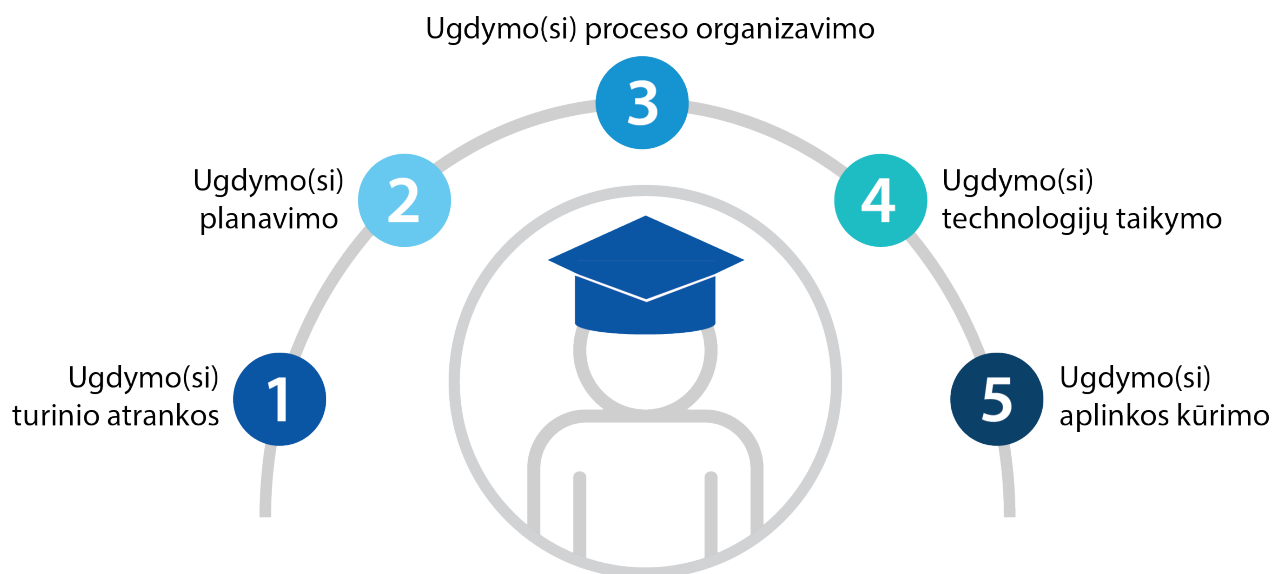 Ugdymo(si) proceso organizavimo
3
Ugdymo(si)
planavimo
2
4
Ugdymo(si)
technologijų taikymo
Ugdymo(si)
turinio atrankos
1
5
Ugdymo(si)
aplinkos kūrimo